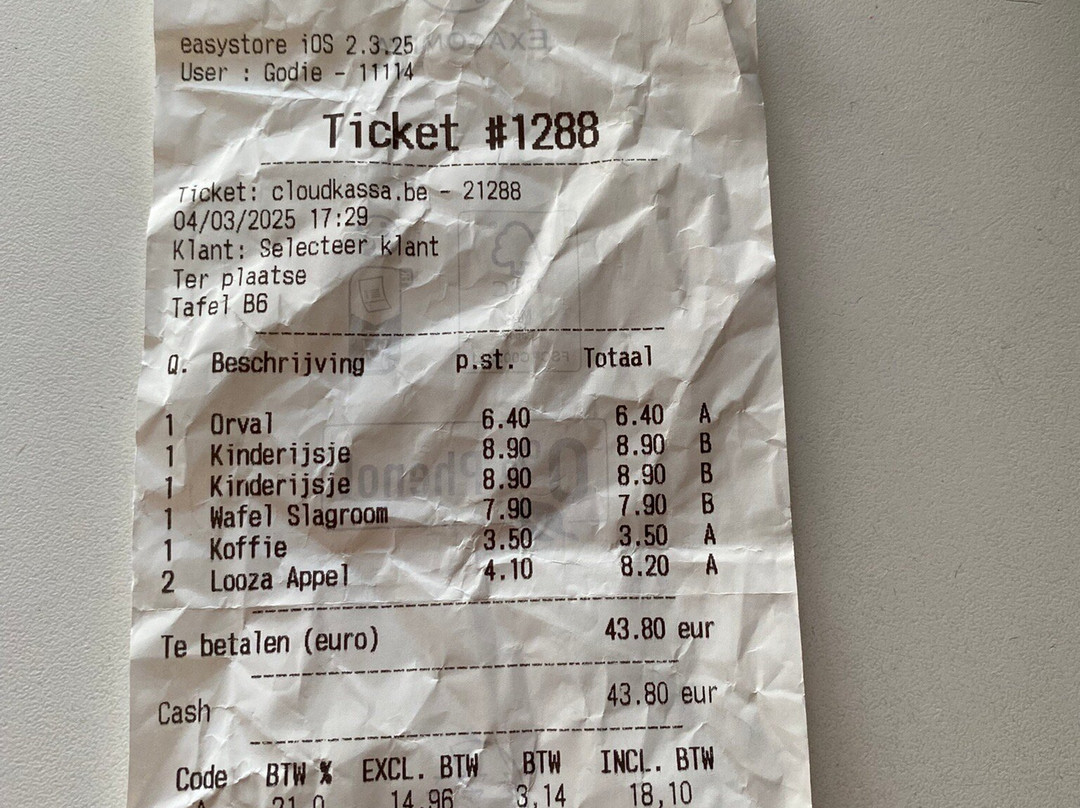 easystore iOS 2.3.25
User : Godie - 11114
Ticket #1288
Ticket: cloudkassa.be - 21288
04/03/2025 17:29
Klant: Selecteer klant
Ter plaatse
Tafel B6
Q. Beschrijving p.st. Totaal
1 Orval 6.40 6.40 A
1 Kinderijsje 8.90 8.90 B
1 Kinderijsje 8.90 8.90 B
1 Wafel Slagroom 7.90 7.90 B
1 Koffie 3.50 3.50 A
2 Looza Appel 4.10 8.20 A
Te betalen (euro) 43.80 eur
Cash 43.80 eur
Code BTW % EXCL. BTW BTW INCL. BTW
A 21,0 14,96 3,14 18,10